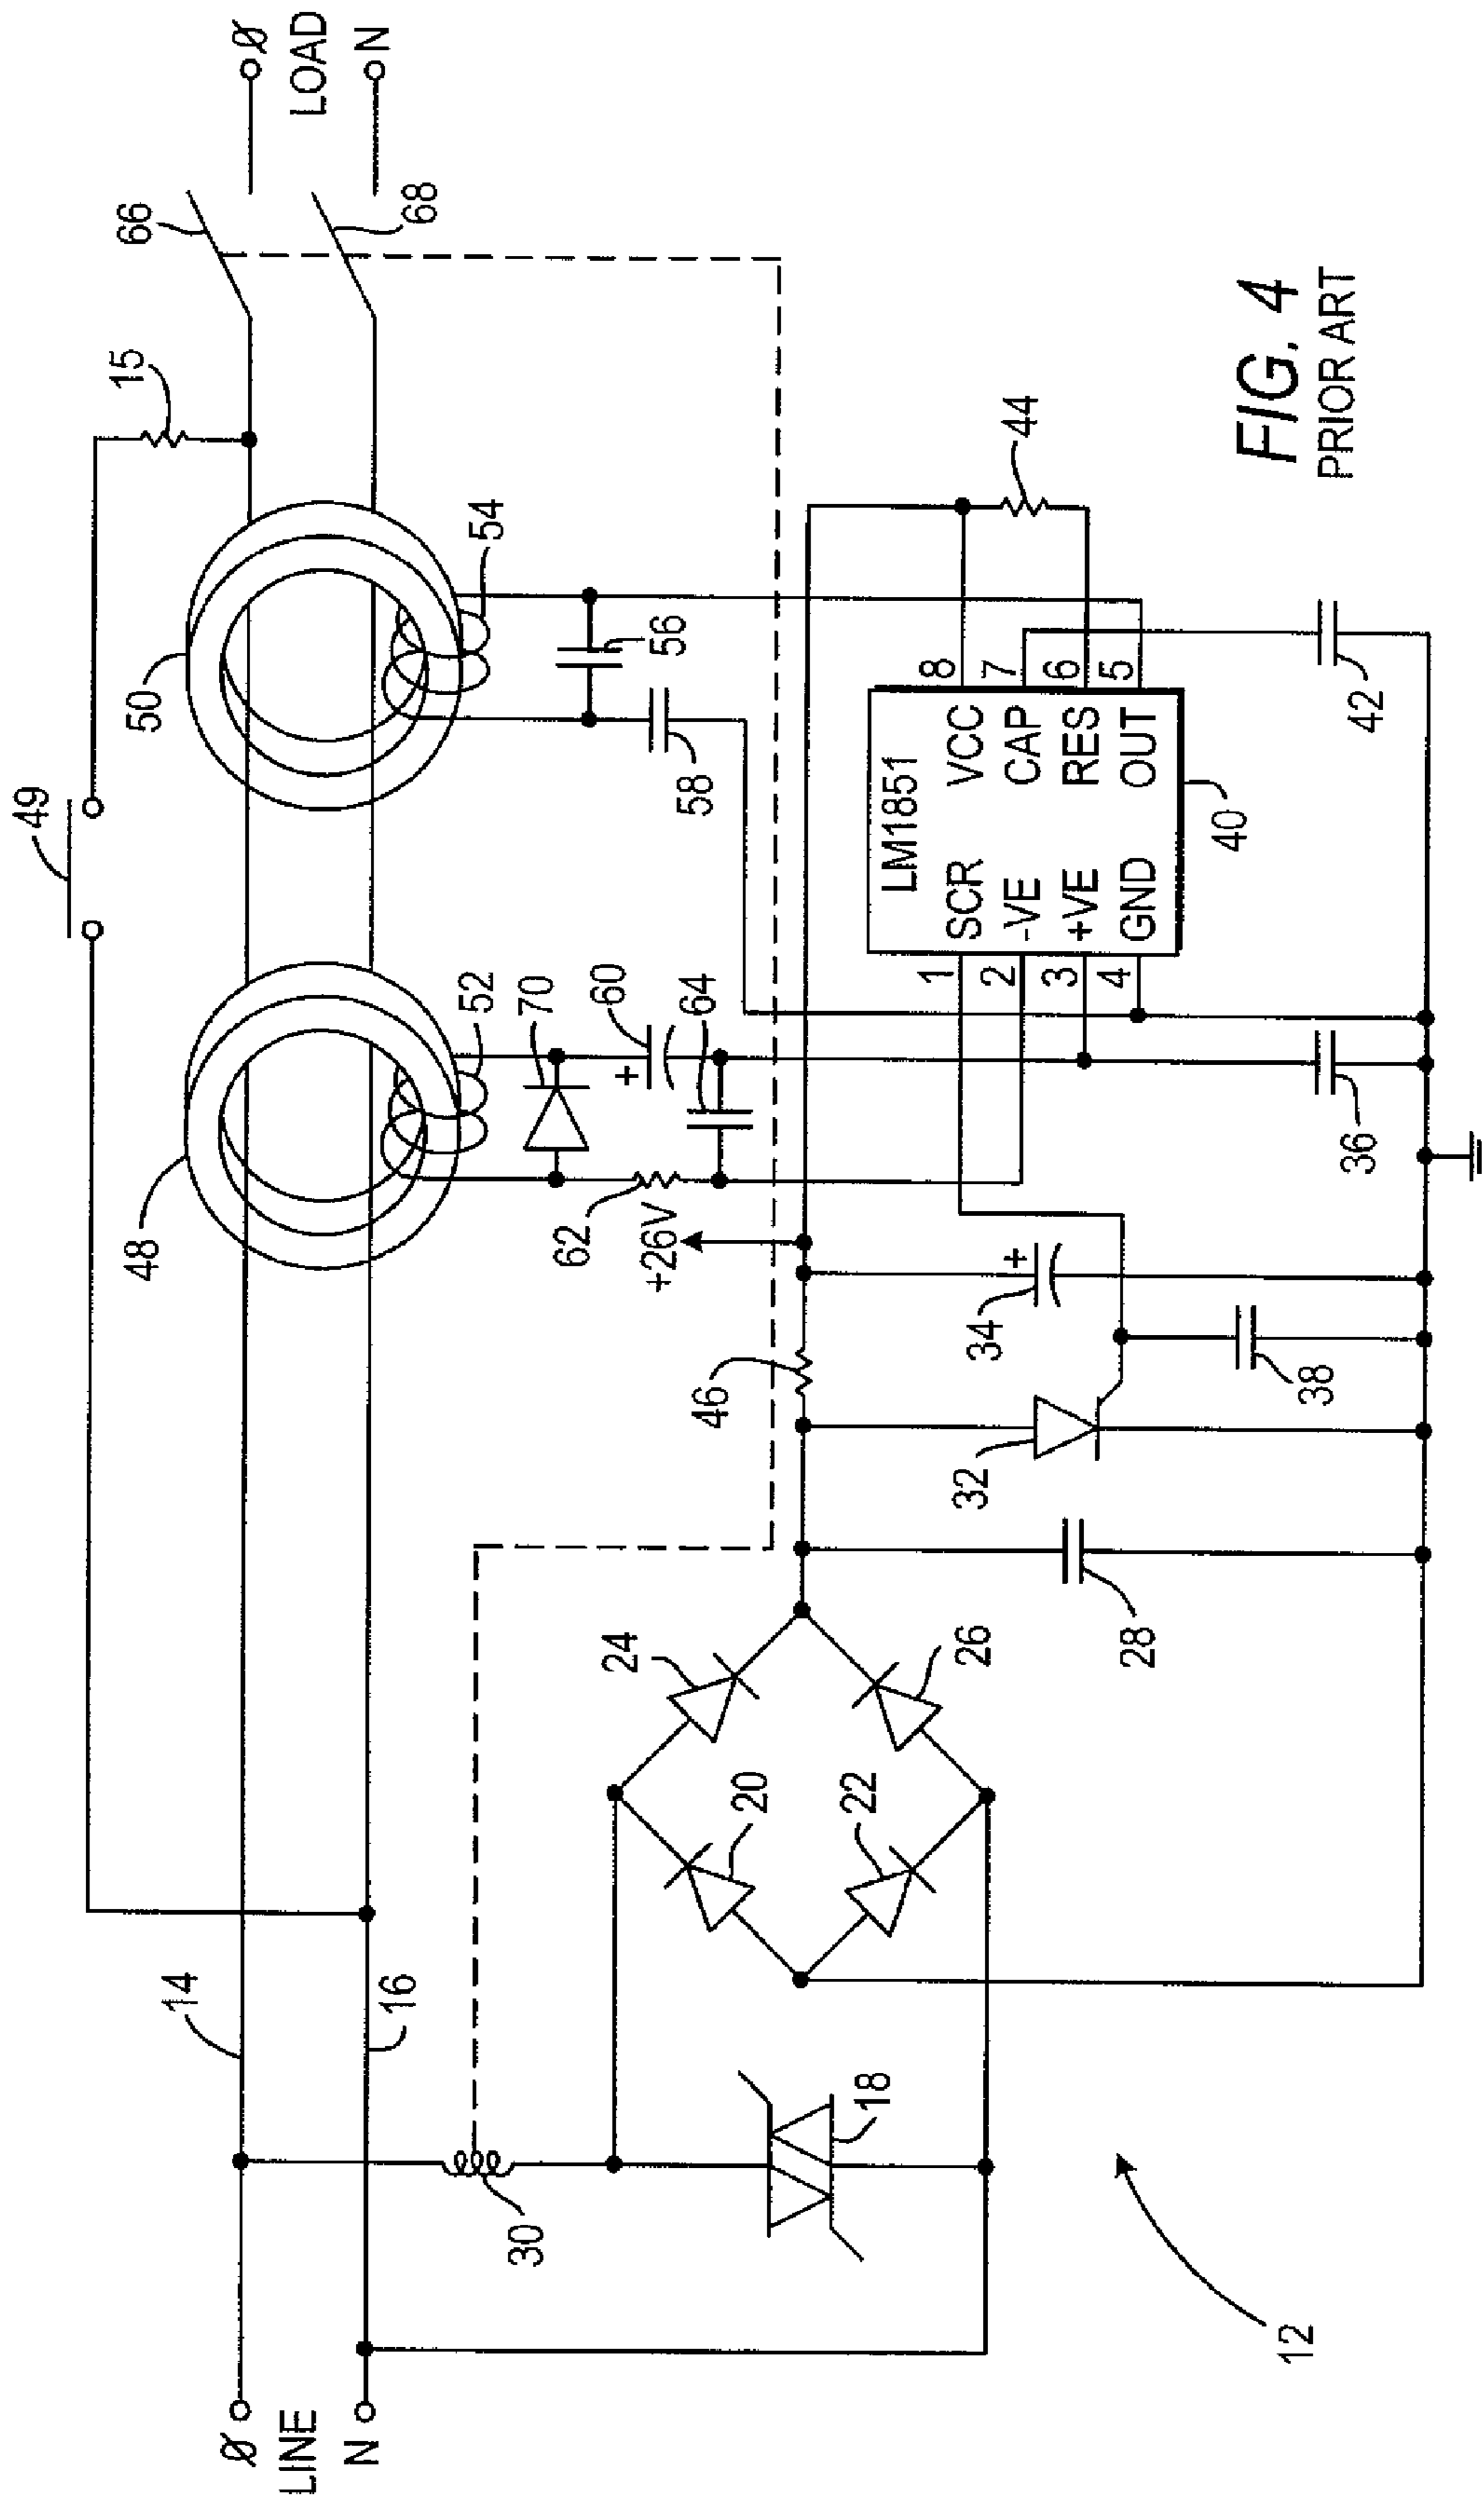 49
15
66
Ø
LOAD
N
68
50
48
54
52
56
58
70
60
64
62
+26V
14
16
30
18
24
20
22
26
46
34
32
38
28
36
LM1851
1 SCR VCC 8
2 -VE CAP 7
3 +VE RES 6
4 GND OUT 5
40
42
44
Ø
LINE
N
12
FIG. 4
PRIOR ART